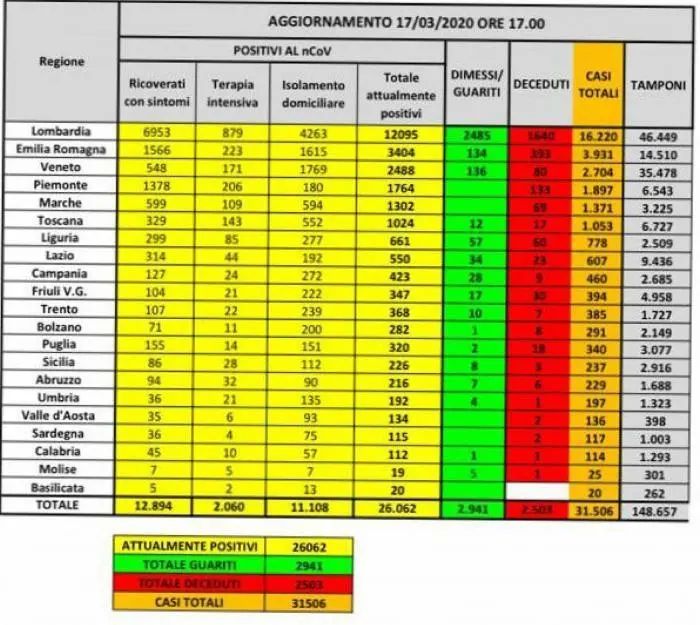 AGGIORNAMENTO 17/03/2020 ORE 17.00
Regione POSITIVI AL nCoV DIMESSI/ GUARITI DECEDUTI CASI TOTALI TAMPONI
Ricoverati con sintomi Terapia intensiva Isolamento domiciliare Totale attualmente positivi
Lombardia 6953 879 4263 12095 2485 1640 16.220 46.449
Emilia Romagna 1566 223 1615 3404 134 393 3.931 14.510
Veneto 548 171 1769 2488 136 80 2.704 35.478
Piemonte 1378 206 180 1764 133 1.897 6.543
Marche 599 109 594 1302 69 1.371 3.225
Toscana 329 143 552 1024 12 17 1.053 6.727
Liguria 299 85 277 661 57 60 778 2.509
Lazio 314 44 192 550 34 23 607 9.436
Campania 127 24 272 423 28 9 460 2.685
Friuli V.G. 104 21 222 347 17 30 394 4.958
Trento 107 22 239 368 10 7 385 1.727
Bolzano 71 11 200 282 1 8 291 2.149
Puglia 155 14 151 320 2 18 340 3.077
Sicilia 86 28 112 226 8 3 237 2.916
Abruzzo 94 32 90 216 7 6 229 1.688
Umbria 36 21 135 192 4 1 197 1.323
Valle d'Aosta 35 6 93 134 2 136 398
Sardegna 36 4 75 115 2 117 1.003
Calabria 45 10 57 112 1 1 114 1.293
Molise 7 5 7 19 5 1 25 301
Basilicata 5 2 13 20 20 262
TOTALE 12.894 2.060 11.108 26.062 2.941 2.503 31.506 148.657
ATTUALMENTE POSITIVI 26062
TOTALE GUARITI 2941
TOTALE DECEDUTI 2503
CASI TOTALI 31506